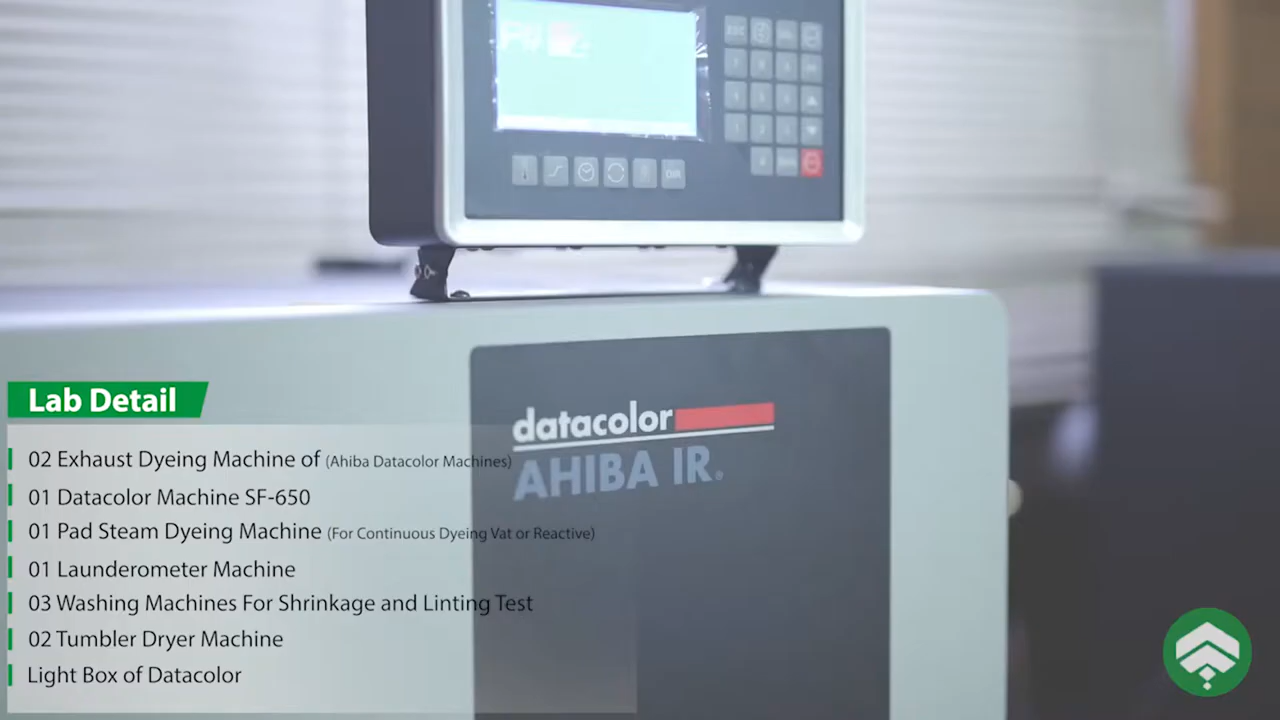 DIR
datacolor
AHIBA IR®
Lab Detail
02 Exhaust Dyeing Machine of (Ahiba Datacolor Machines)
01 Datacolor Machine SF-650
01 Pad Steam Dyeing Machine (For Continuous Dyeing Vat or Reactive)
01 Launderometer Machine
03 Washing Machines For Shrinkage and Linting Test
02 Tumbler Dryer Machine
Light Box of Datacolor